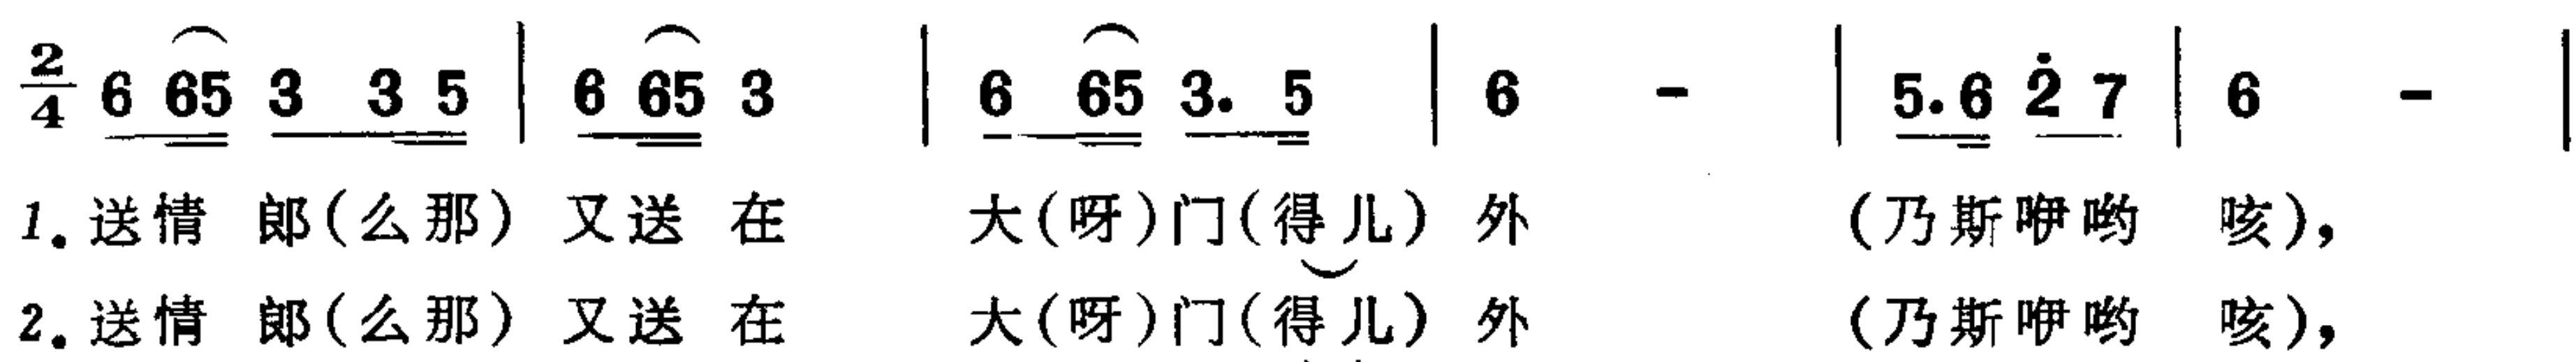 2/4 6 65 3 3 5 | 6 65 3 | 6 65 3. 5 | 6 - | 5.6 2̇ 7 | 6 - |
1.送情 郎(么那) 又送 在 大(呀)门(得儿) 外 (乃斯咿哟 咳),
2.送情 郎(么那) 又送 在 大(呀)门(得儿) 外 (乃斯咿哟 咳),